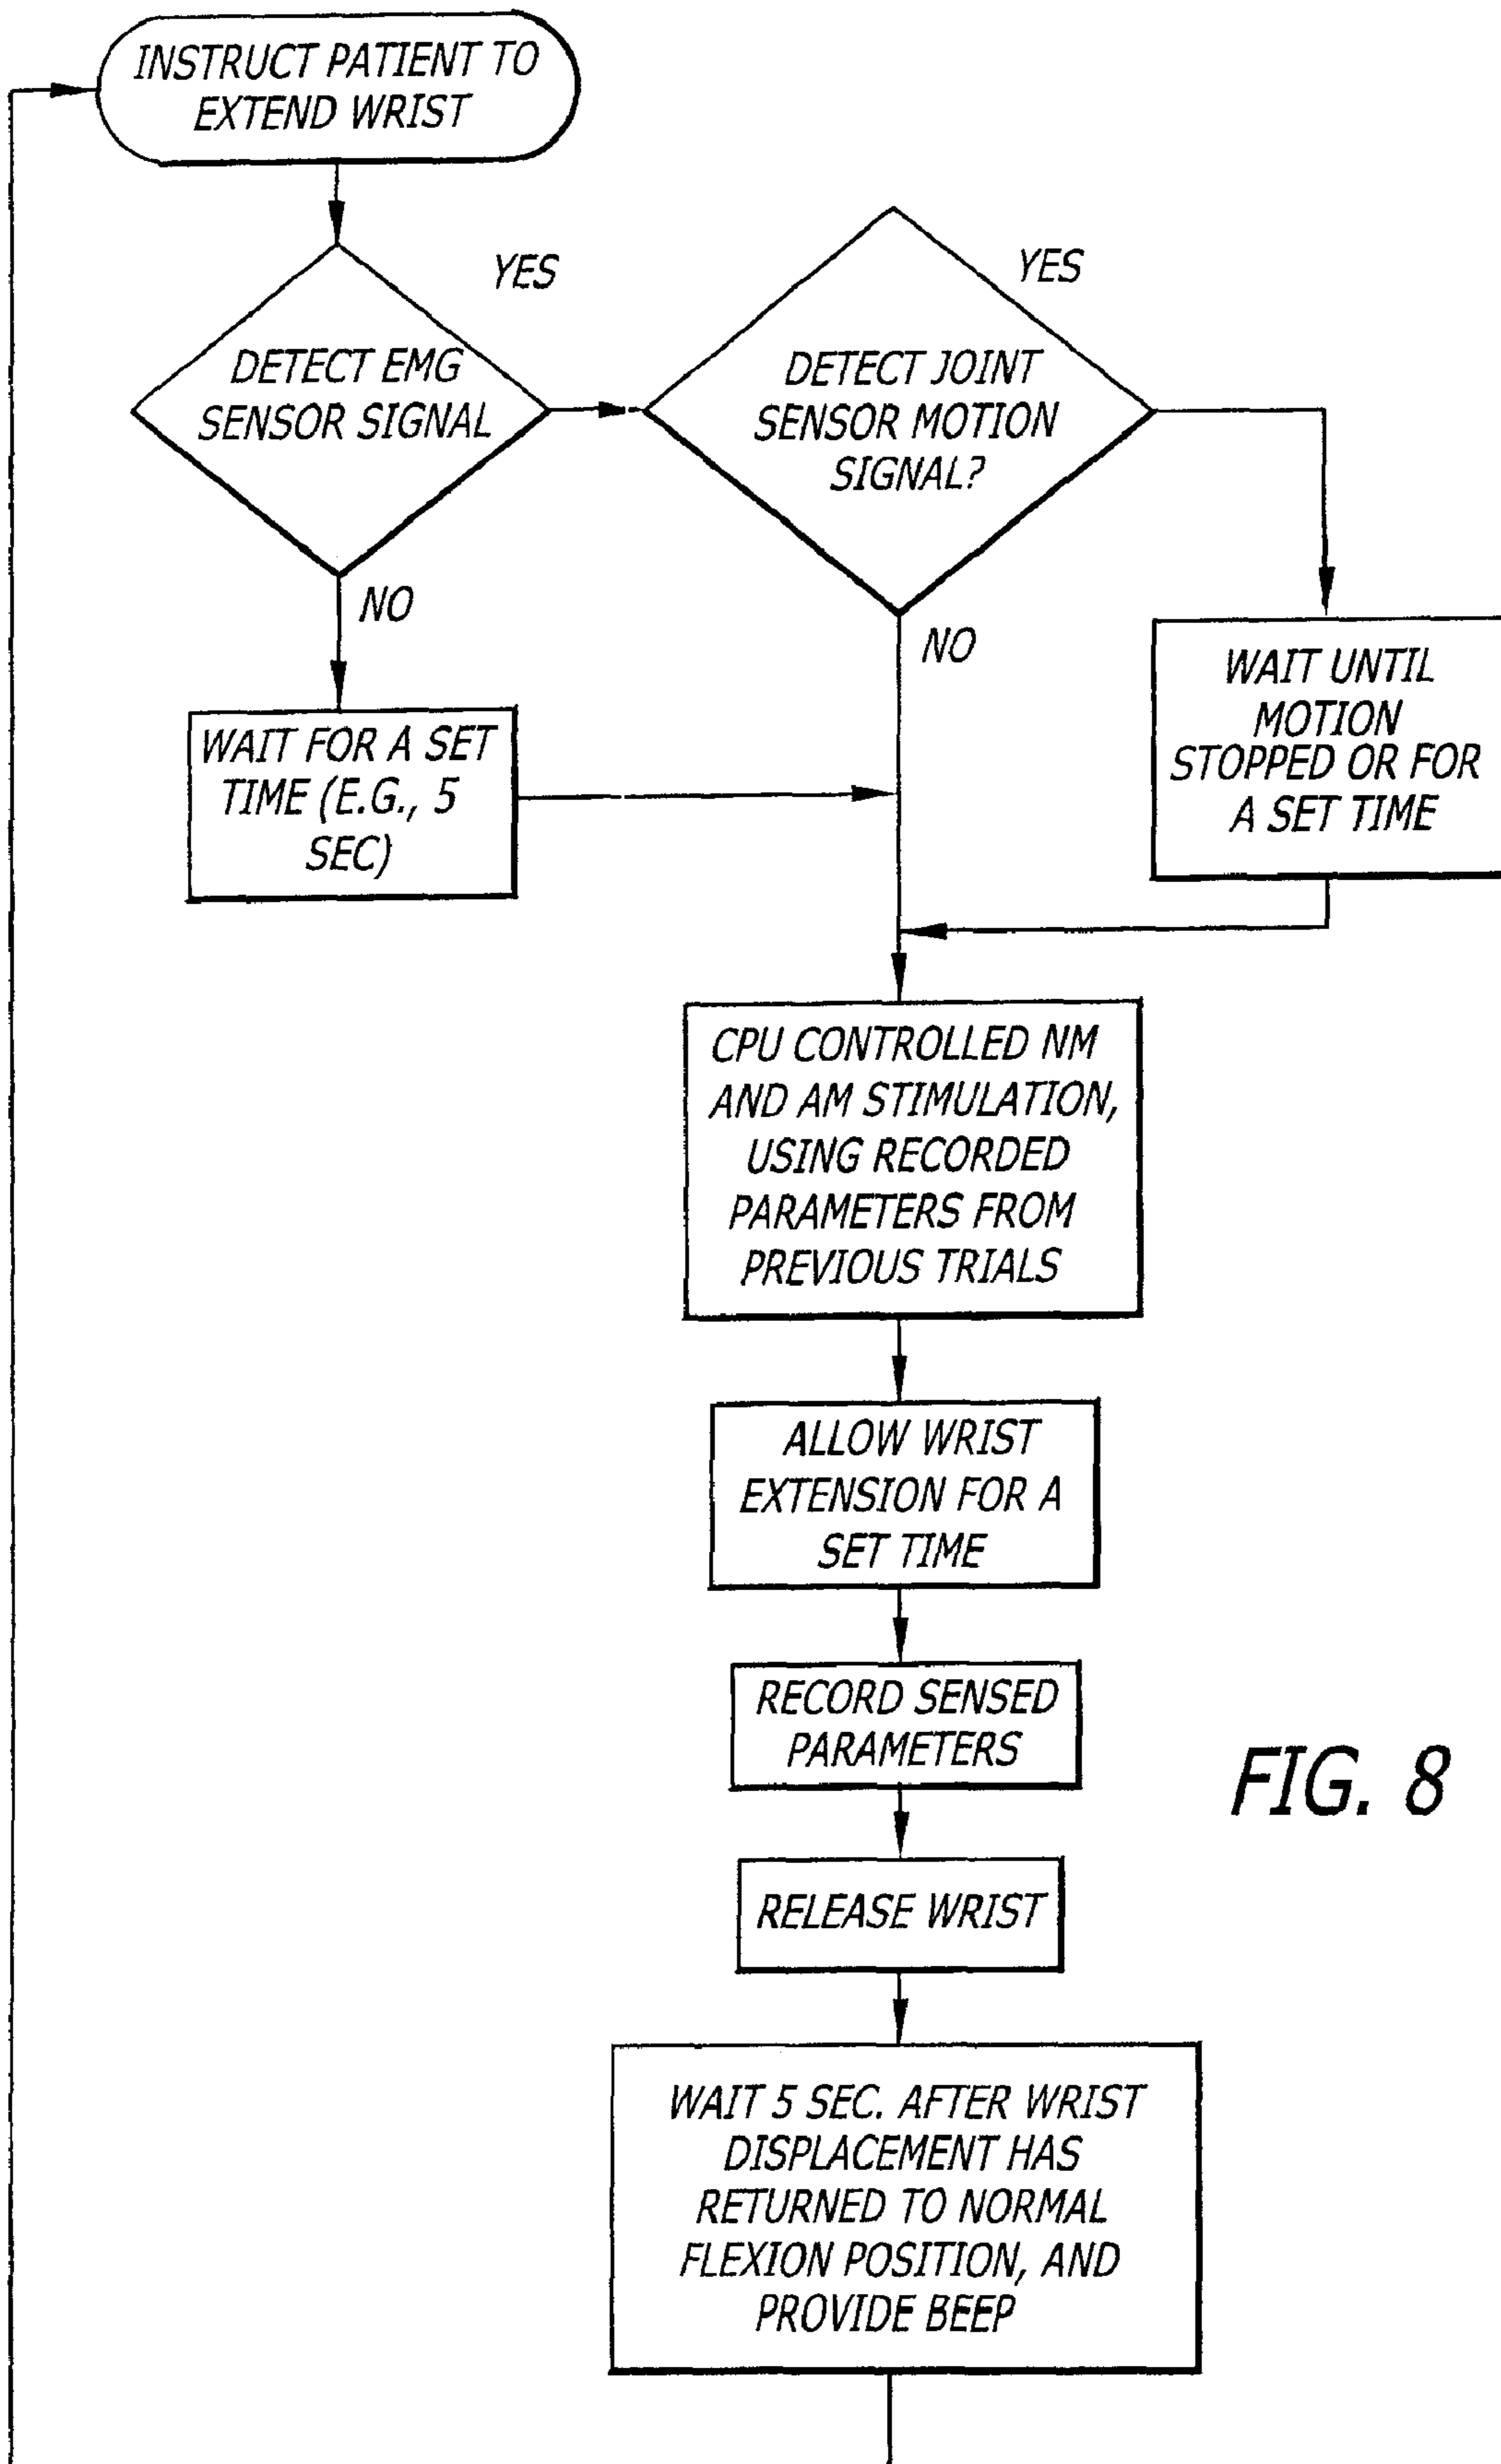 INSTRUCT PATIENT TO
EXTEND WRIST
YES
DETECT EMG
SENSOR SIGNAL
NO
YES
DETECT JOINT
SENSOR MOTION
SIGNAL?
NO
WAIT FOR A SET
TIME (E.G., 5
SEC)
WAIT UNTIL
MOTION
STOPPED OR FOR
A SET TIME
CPU CONTROLLED NM
AND AM STIMULATION,
USING RECORDED
PARAMETERS FROM
PREVIOUS TRIALS
ALLOW WRIST
EXTENSION FOR A
SET TIME
RECORD SENSED
PARAMETERS
FIG. 8
RELEASE WRIST
WAIT 5 SEC. AFTER WRIST
DISPLACEMENT HAS
RETURNED TO NORMAL
FLEXION POSITION, AND
PROVIDE BEEP